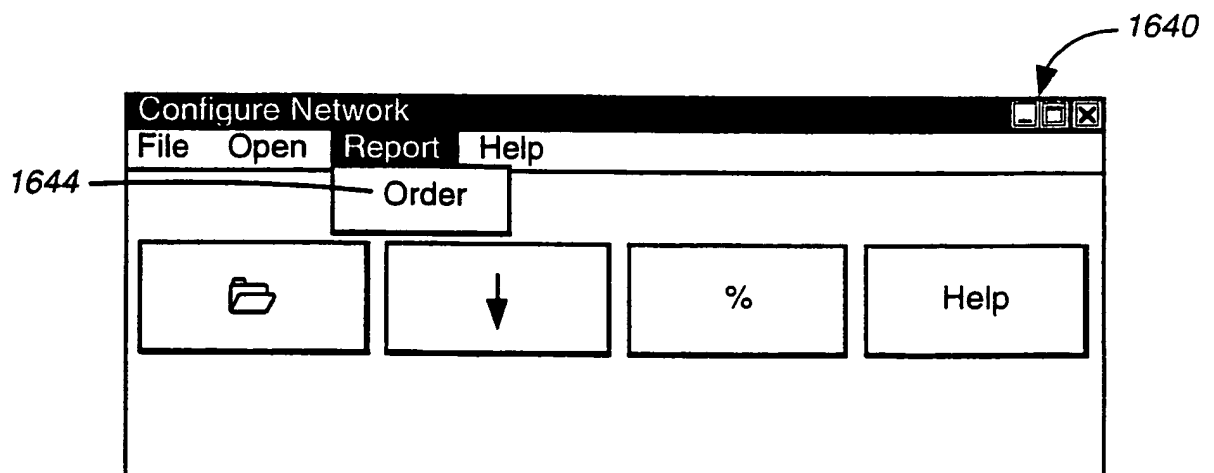 1640
Configure Network
File Open Report Help
1644
Order
% Help